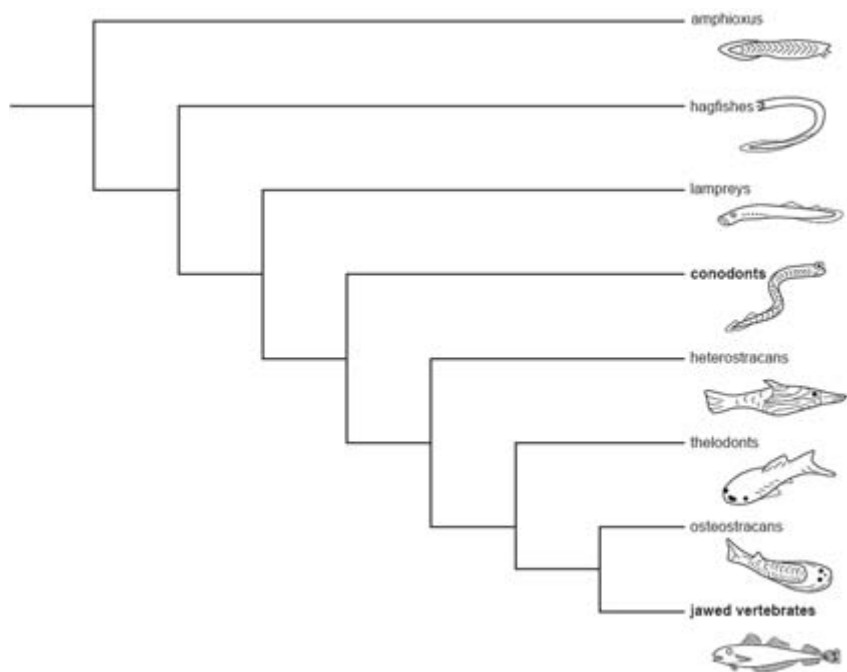 amphioxus
hagfishes
lampreys
conodonts
heterostracans
thelodonts
osteostracans
jawed vertebrates